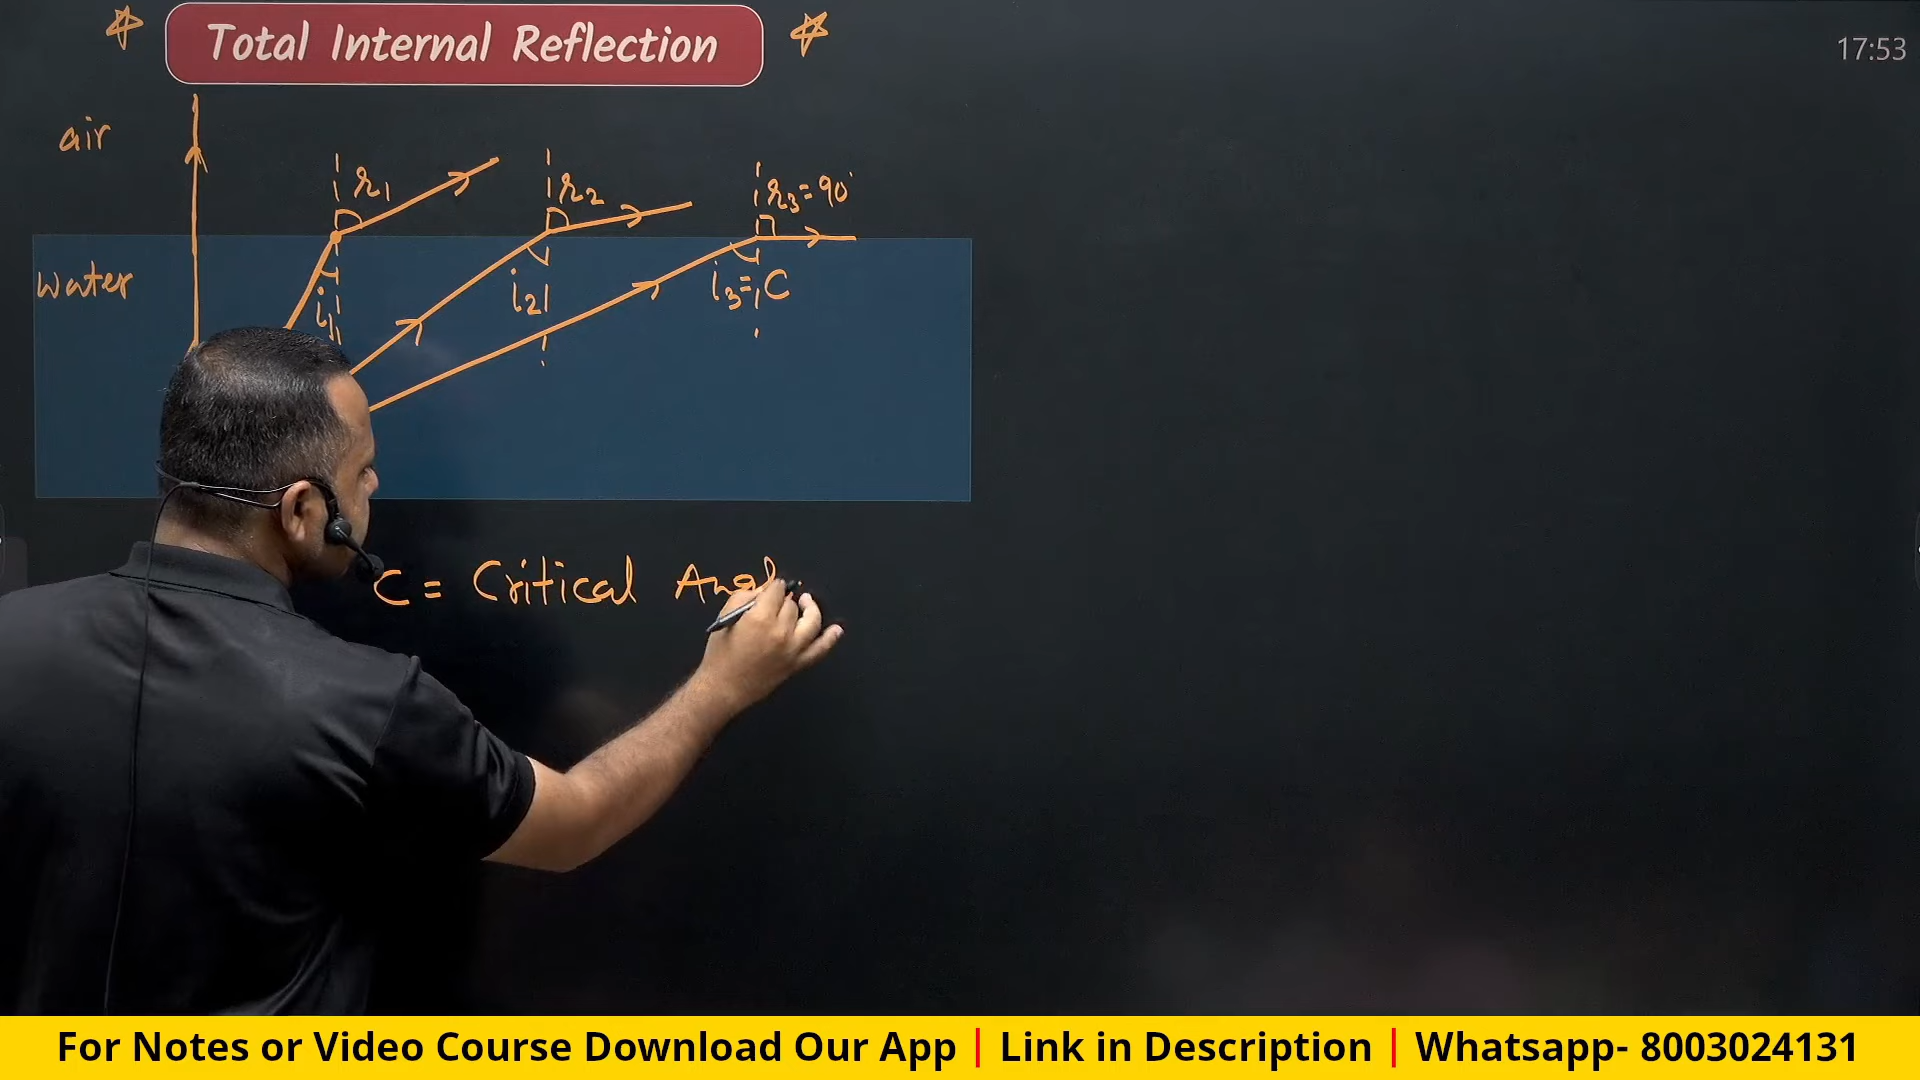 Total Internal Reflection
17:53
air
r1
r2
r3=90°
water
i1
i2
i3=C
C = Critical Angl
For Notes or Video Course Download Our App | Link in Description | Whatsapp- 8003024131